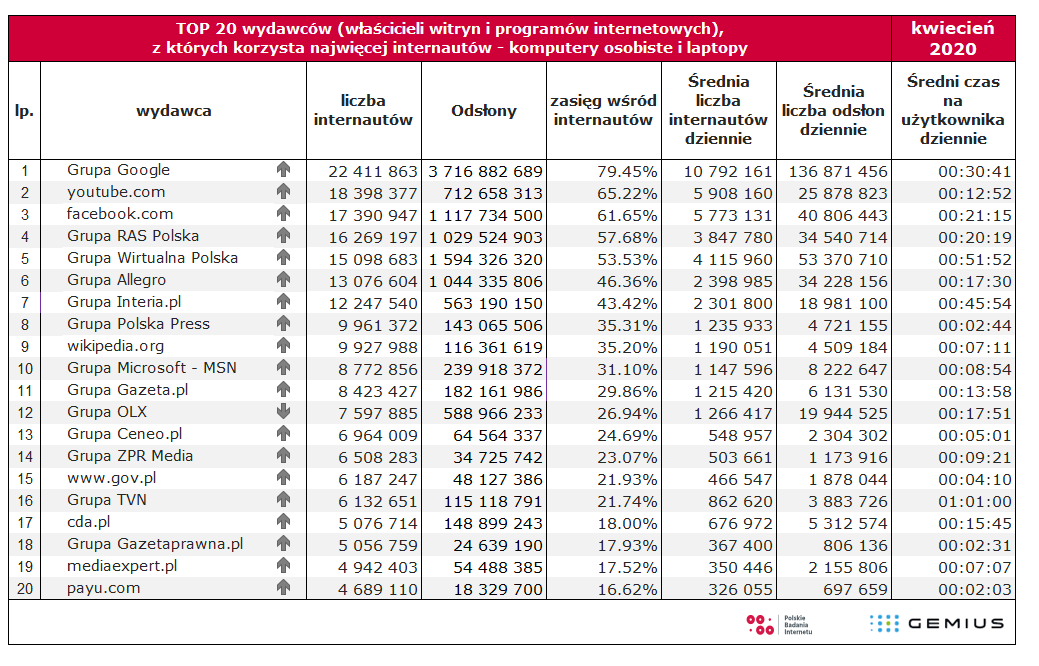 TOP 20 wydawców (właścicieli witryn i programów internetowych),
z których korzysta najwięcej internautów - komputery osobiste i laptopy
kwiecień
2020
lp.
wydawca
liczba
internautów
Odsłony
zasięg wśród
internautów
Średnia
liczba
internautów
dziennie
Średnia
liczba odsłon
dziennie
Średni czas
na
użytkownika
dziennie
1 Grupa Google 22 411 863 3 716 882 689 79.45% 10 792 161 136 871 456 00:30:41
2 youtube.com 18 398 377 712 658 313 65.22% 5 908 160 25 878 823 00:12:52
3 facebook.com 17 390 947 1 117 734 500 61.65% 5 773 131 40 806 443 00:21:15
4 Grupa RAS Polska 16 269 197 1 029 524 903 57.68% 3 847 780 34 540 714 00:20:19
5 Grupa Wirtualna Polska 15 098 683 1 594 326 320 53.53% 4 115 960 53 370 710 00:51:52
6 Grupa Allegro 13 076 604 1 044 335 806 46.36% 2 398 985 34 228 156 00:17:30
7 Grupa Interia.pl 12 247 540 563 190 150 43.42% 2 301 800 18 981 100 00:45:54
8 Grupa Polska Press 9 961 372 143 065 506 35.31% 1 235 933 4 721 155 00:02:44
9 wikipedia.org 9 927 988 116 361 619 35.20% 1 190 051 4 509 184 00:07:11
10 Grupa Microsoft - MSN 8 772 856 239 918 372 31.10% 1 147 596 8 222 647 00:08:54
11 Grupa Gazeta.pl 8 423 427 182 161 986 29.86% 1 215 420 6 131 530 00:13:58
12 Grupa OLX 7 597 885 588 966 233 26.94% 1 266 417 19 944 525 00:17:51
13 Grupa Ceneo.pl 6 964 009 64 564 337 24.69% 548 957 2 304 302 00:05:01
14 Grupa ZPR Media 6 508 283 34 725 742 23.07% 503 661 1 173 916 00:09:21
15 www.gov.pl 6 187 247 48 127 386 21.93% 466 547 1 878 044 00:04:10
16 Grupa TVN 6 132 651 115 118 791 21.74% 862 620 3 883 726 01:01:00
17 cda.pl 5 076 714 148 899 243 18.00% 676 972 5 312 574 00:15:45
18 Grupa Gazetaprawna.pl 5 056 759 24 639 190 17.93% 367 400 806 136 00:02:31
19 mediaexpert.pl 4 942 403 54 488 385 17.52% 350 446 2 155 806 00:07:07
20 payu.com 4 689 110 18 329 700 16.62% 326 055 697 659 00:02:03
Polskie
Badania
Internetu
GEMIUS